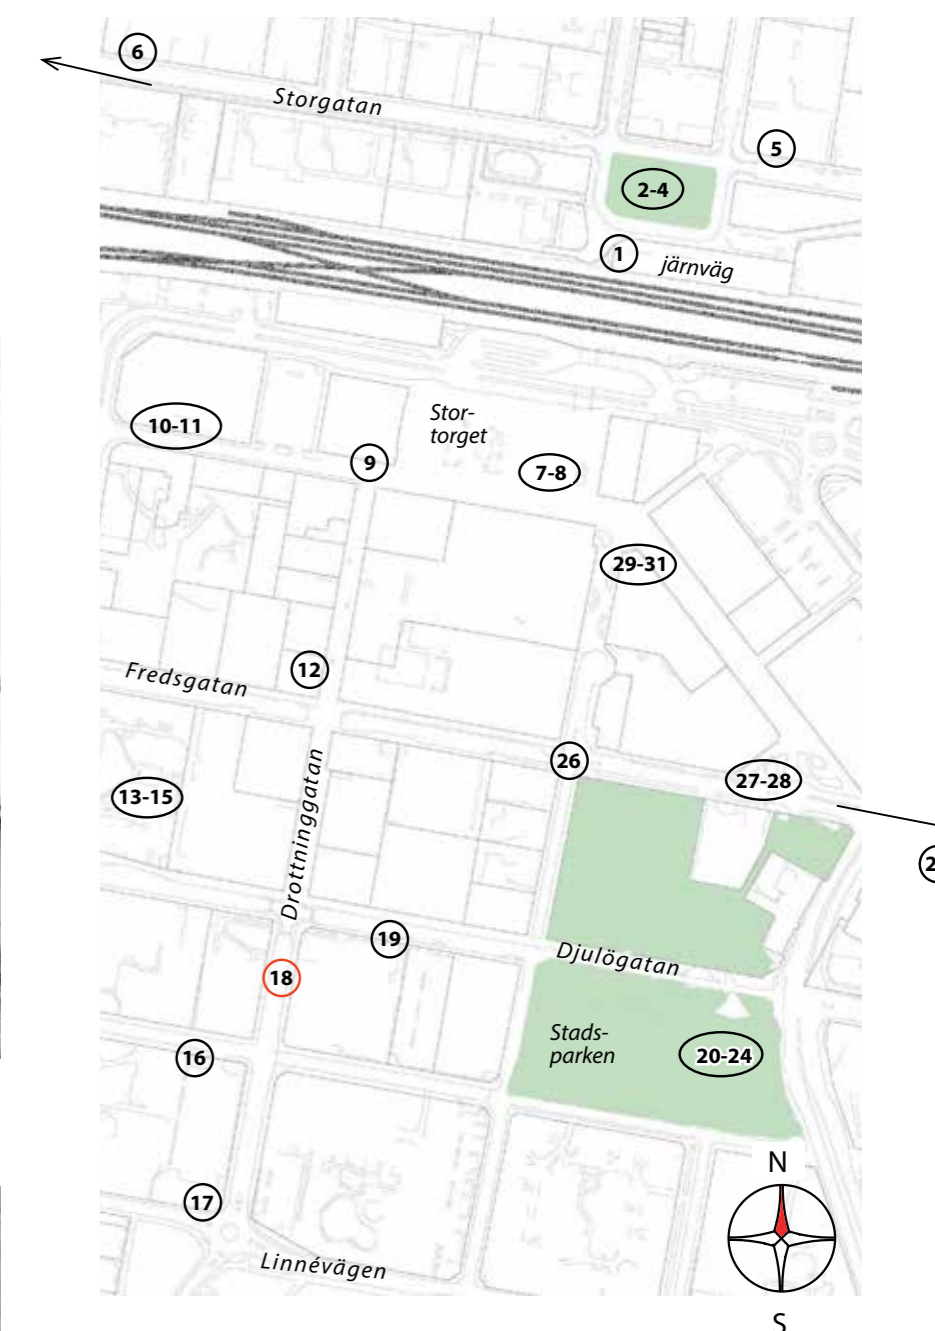 6
Storgatan
5
2-4
1
järnväg
Stor-
torget
10-11
9
7-8
29-31
12
Fredsgatan
26
27-28
13-15
Drottninggatan
19
Djulögatan
18
Stads-
parken
16
20-24
N
17
Linnévägen
S